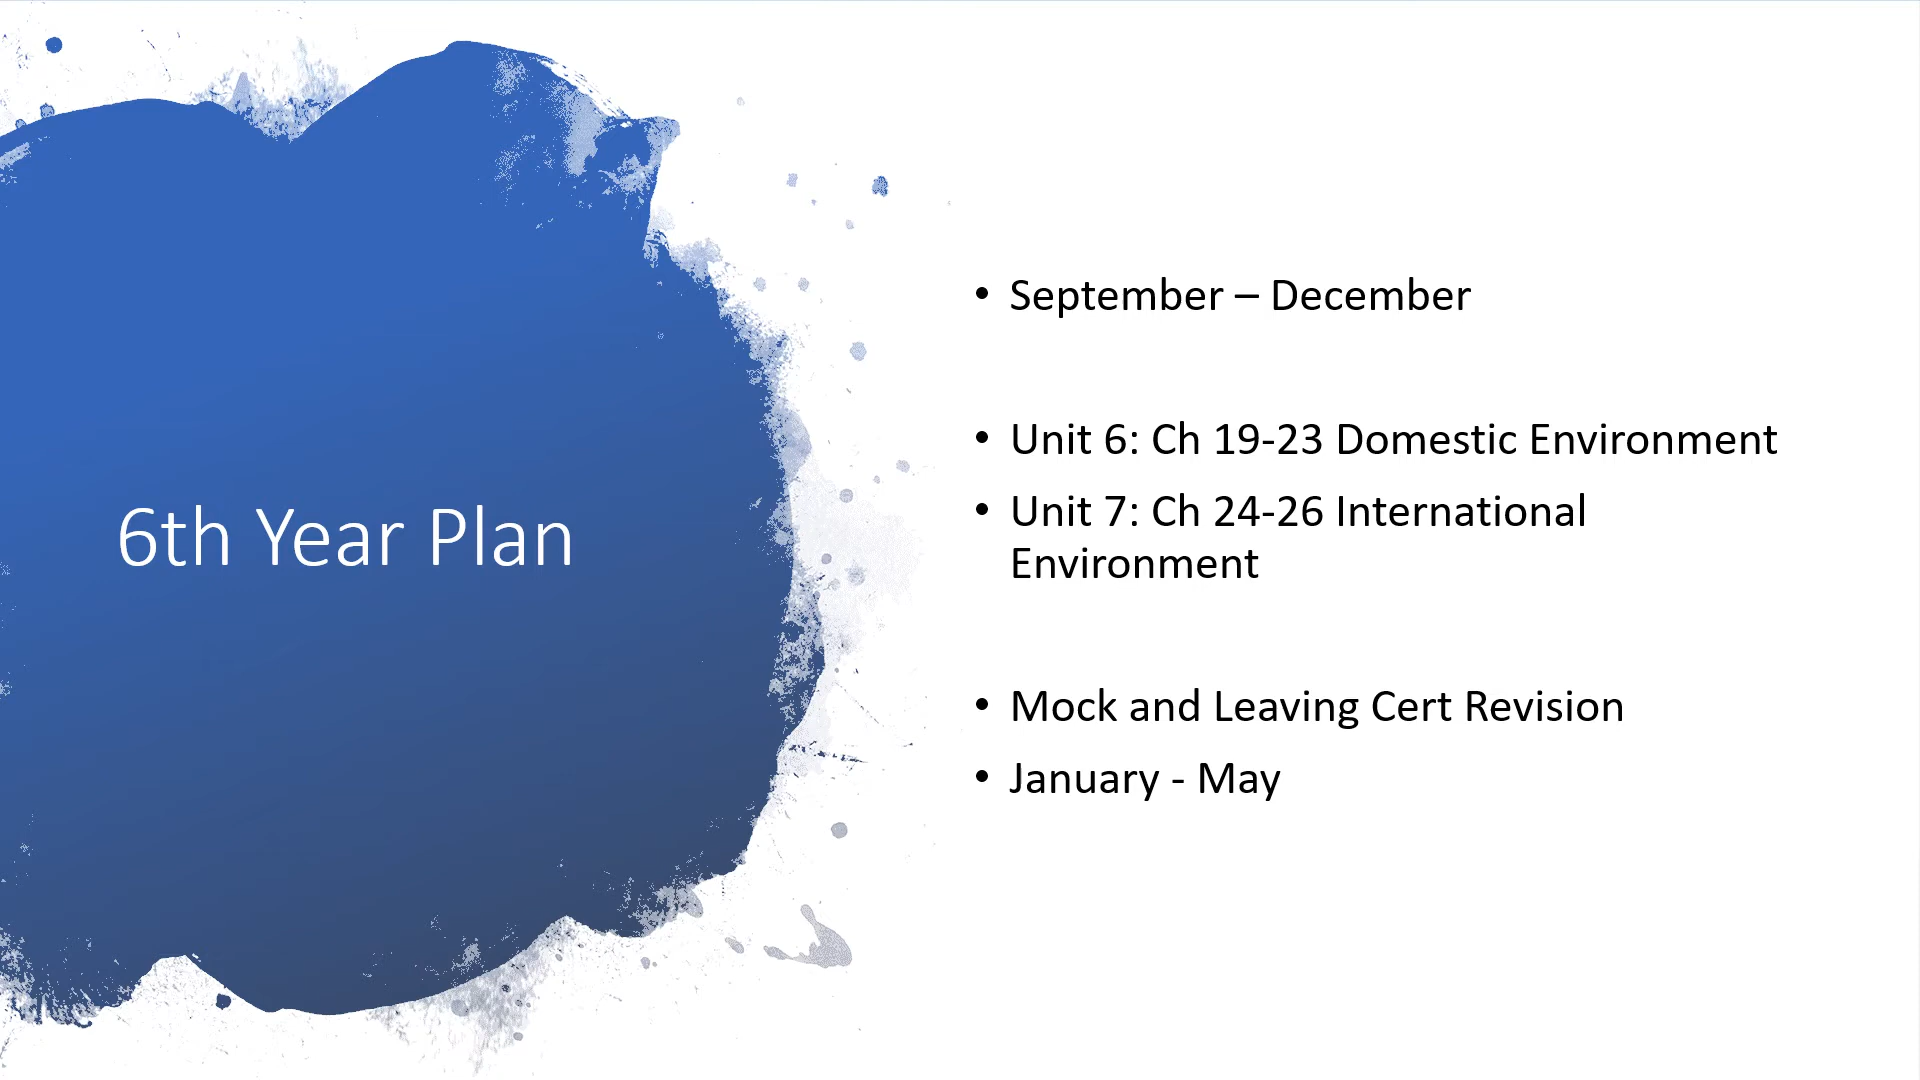 6th Year Plan
• September – December
• Unit 6: Ch 19-23 Domestic Environment
• Unit 7: Ch 24-26 International
Environment
• Mock and Leaving Cert Revision
• January - May